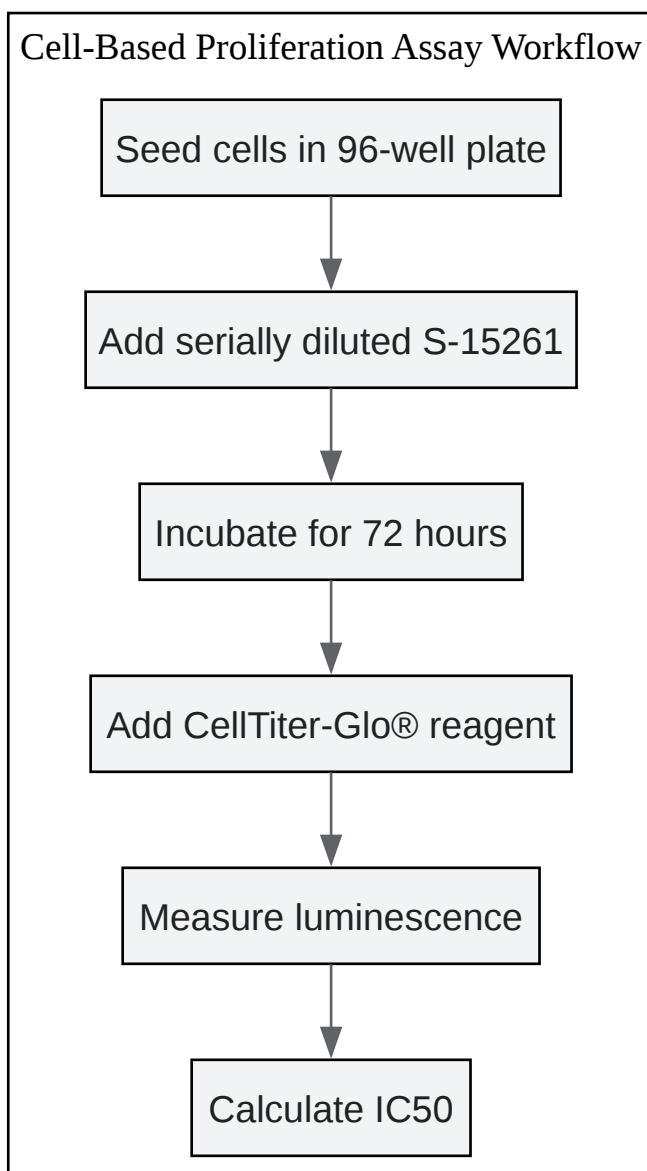 Cell-Based Proliferation Assay Workflow
Seed cells in 96-well plate
Add serially diluted S-15261
Incubate for 72 hours
Add CellTiter-Glo® reagent
Measure luminescence
Calculate IC50